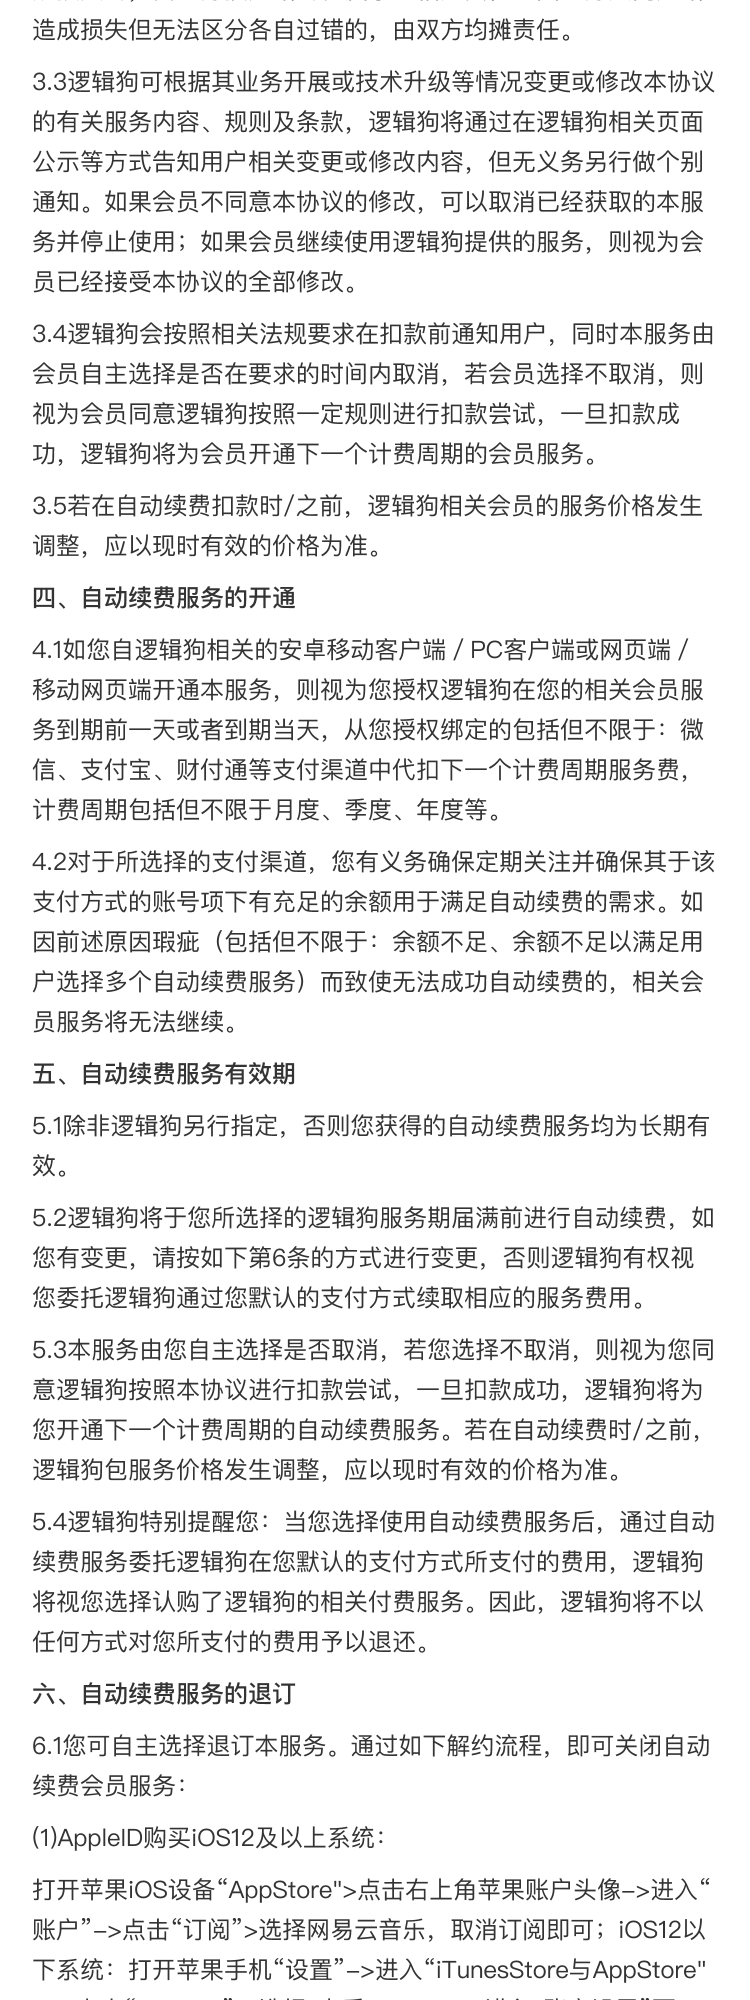 造成损失但无法区分各自过错的，由双方均摊责任。
3.3逻辑狗可根据其业务开展或技术升级等情况变更或修改本协议
的有关服务内容、规则及条款，逻辑狗将通过在逻辑狗相关页面
公示等方式告知用户相关变更或修改内容，但无义务另行做个别
通知。如果会员不同意本协议的修改，可以取消已经获取的本服
务并停止使用；如果会员继续使用逻辑狗提供的服务，则视为会
员已经接受本协议的全部修改。
3.4逻辑狗会按照相关法规要求在扣款前通知用户，同时本服务由
会员自主选择是否在要求的时间内取消，若会员选择不取消，则
视为会员同意逻辑狗按照一定规则进行扣款尝试，一旦扣款成
功，逻辑狗将为会员开通下一个计费周期的会员服务。
3.5若在自动续费扣款时/之前，逻辑狗相关会员的服务价格发生
调整，应以现时有效的价格为准。
四、自动续费服务的开通
4.1如您自逻辑狗相关的安卓移动客户端 / PC客户端或网页端 /
移动网页端开通本服务，则视为您授权逻辑狗在您的相关会员服
务到期前一天或者到期当天，从您授权绑定的包括但不限于：微
信、支付宝、财付通等支付渠道中代扣下一个计费周期服务费，
计费周期包括但不限于月度、季度、年度等。
4.2对于所选择的支付渠道，您有义务确保定期关注并确保其于该
支付方式的账号项下有充足的余额用于满足自动续费的需求。如
因前述原因瑕疵（包括但不限于：余额不足、余额不足以满足用
户选择多个自动续费服务）而致使无法成功自动续费的，相关会
员服务将无法继续。
五、自动续费服务有效期
5.1除非逻辑狗另行指定，否则您获得的自动续费服务均为长期有
效。
5.2逻辑狗将于您所选择的逻辑狗服务期届满前进行自动续费，如
您有变更，请按如下第6条的方式进行变更，否则逻辑狗有权视
您委托逻辑狗通过您默认的支付方式续取相应的服务费用。
5.3本服务由您自主选择是否取消，若您选择不取消，则视为您同
意逻辑狗按照本协议进行扣款尝试，一旦扣款成功，逻辑狗将为
您开通下一个计费周期的自动续费服务。若在自动续费时/之前，
逻辑狗包服务价格发生调整，应以现时有效的价格为准。
5.4逻辑狗特别提醒您：当您选择使用自动续费服务后，通过自动
续费服务委托逻辑狗在您默认的支付方式所支付的费用，逻辑狗
将视您选择认购了逻辑狗的相关付费服务。因此，逻辑狗将不以
任何方式对您所支付的费用予以退还。
六、自动续费服务的退订
6.1您可自主选择退订本服务。通过如下解约流程，即可关闭自动
续费会员服务：
(1)AppleID购买iOS12及以上系统：
打开苹果iOS设备“AppStore">点击右上角苹果账户头像–>进入“
账户”–>点击“订阅”>选择网易云音乐，取消订阅即可；iOS12以
下系统：打开苹果手机“设置”–>进入“iTunesStore与AppStore"